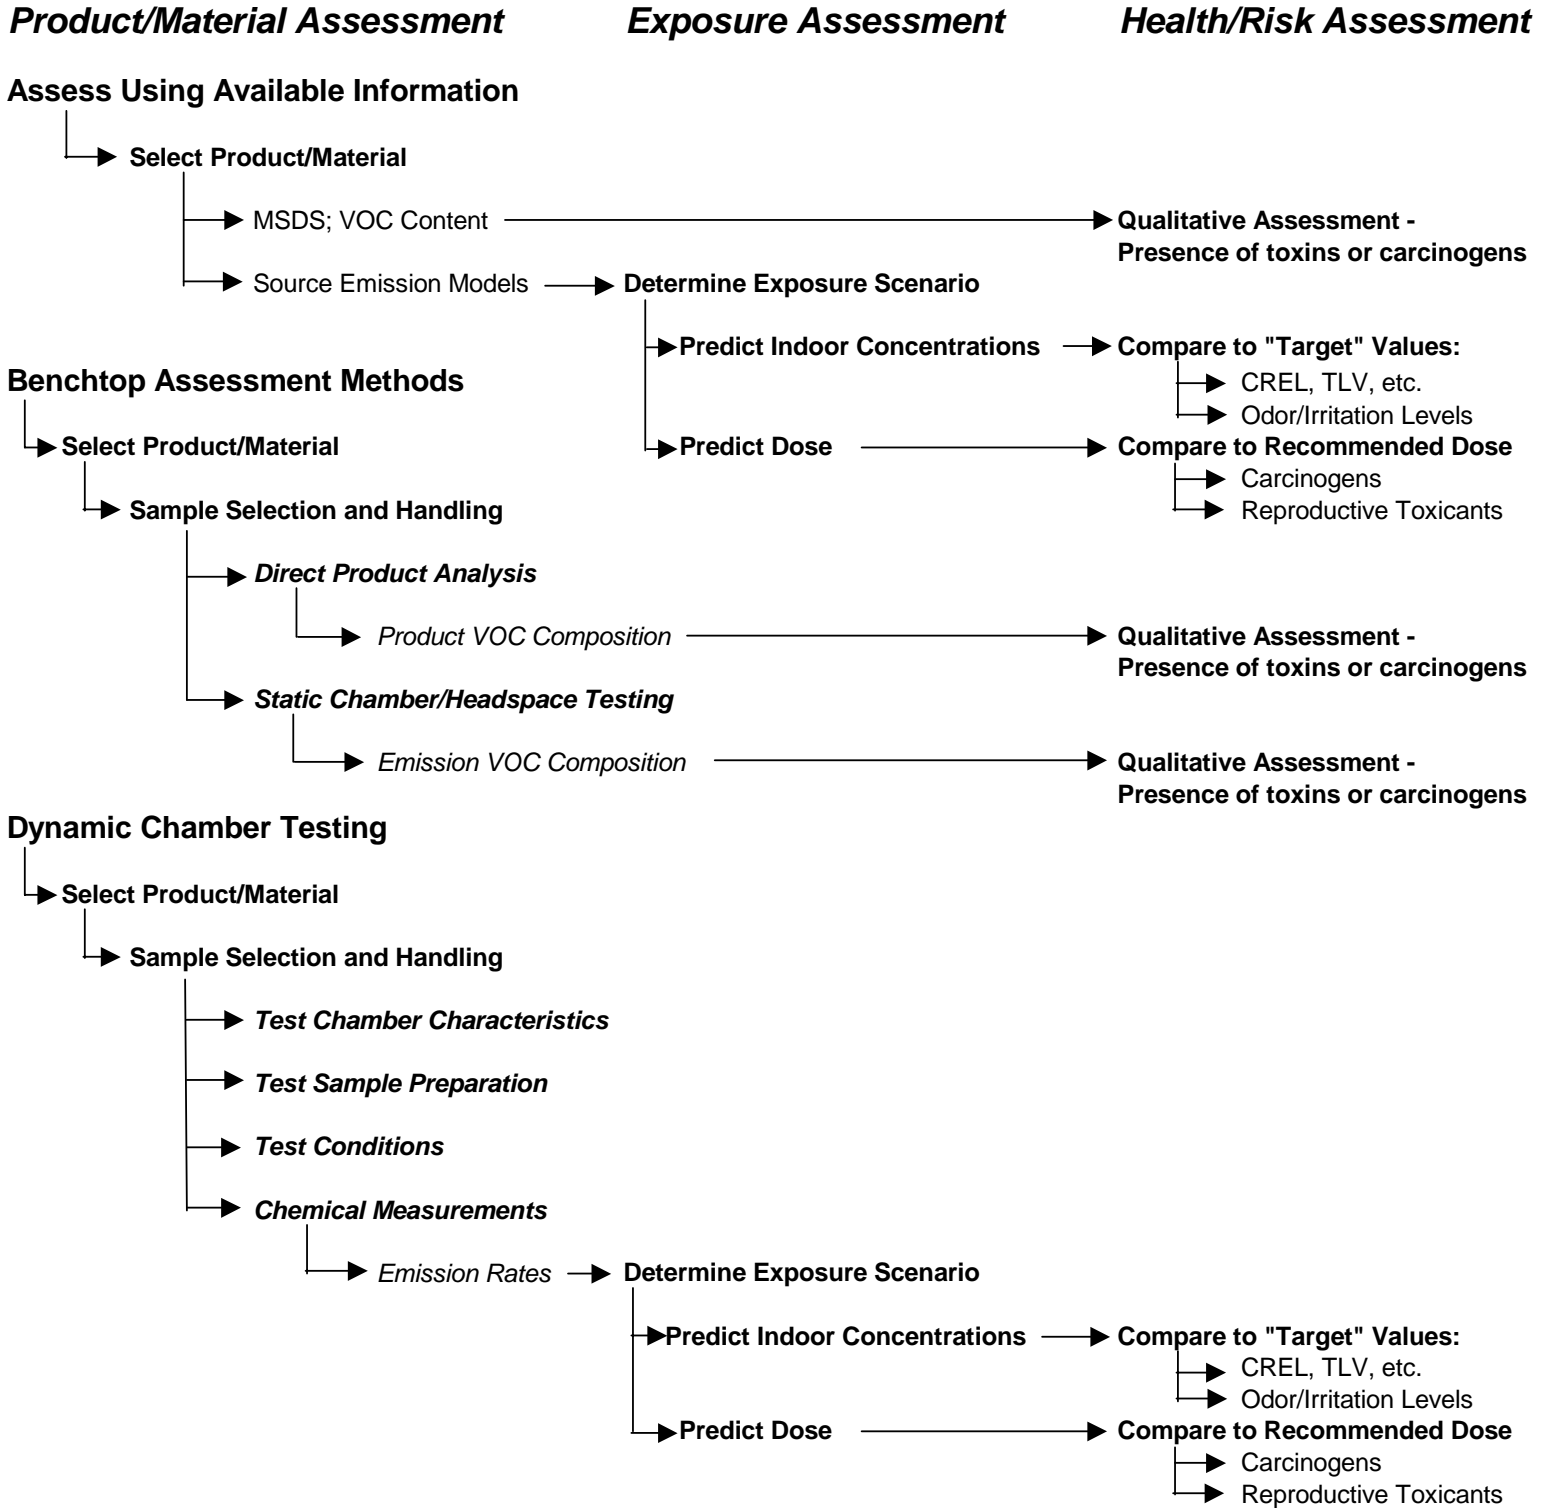 Product/Material Assessment
Exposure Assessment
Health/Risk Assessment
Assess Using Available Information
Select Product/Material
MSDS; VOC Content
Qualitative Assessment -
Presence of toxins or carcinogens
Source Emission Models
Determine Exposure Scenario
Predict Indoor Concentrations
Compare to "Target" Values:
CREL, TLV, etc.
Odor/Irritation Levels
Predict Dose
Compare to Recommended Dose
Carcinogens
Reproductive Toxicants
Benchtop Assessment Methods
Select Product/Material
Sample Selection and Handling
Direct Product Analysis
Product VOC Composition
Qualitative Assessment -
Presence of toxins or carcinogens
Static Chamber/Headspace Testing
Emission VOC Composition
Qualitative Assessment -
Presence of toxins or carcinogens
Dynamic Chamber Testing
Select Product/Material
Sample Selection and Handling
Test Chamber Characteristics
Test Sample Preparation
Test Conditions
Chemical Measurements
Emission Rates
Determine Exposure Scenario
Predict Indoor Concentrations
Compare to "Target" Values:
CREL, TLV, etc.
Odor/Irritation Levels
Predict Dose
Compare to Recommended Dose
Carcinogens
Reproductive Toxicants